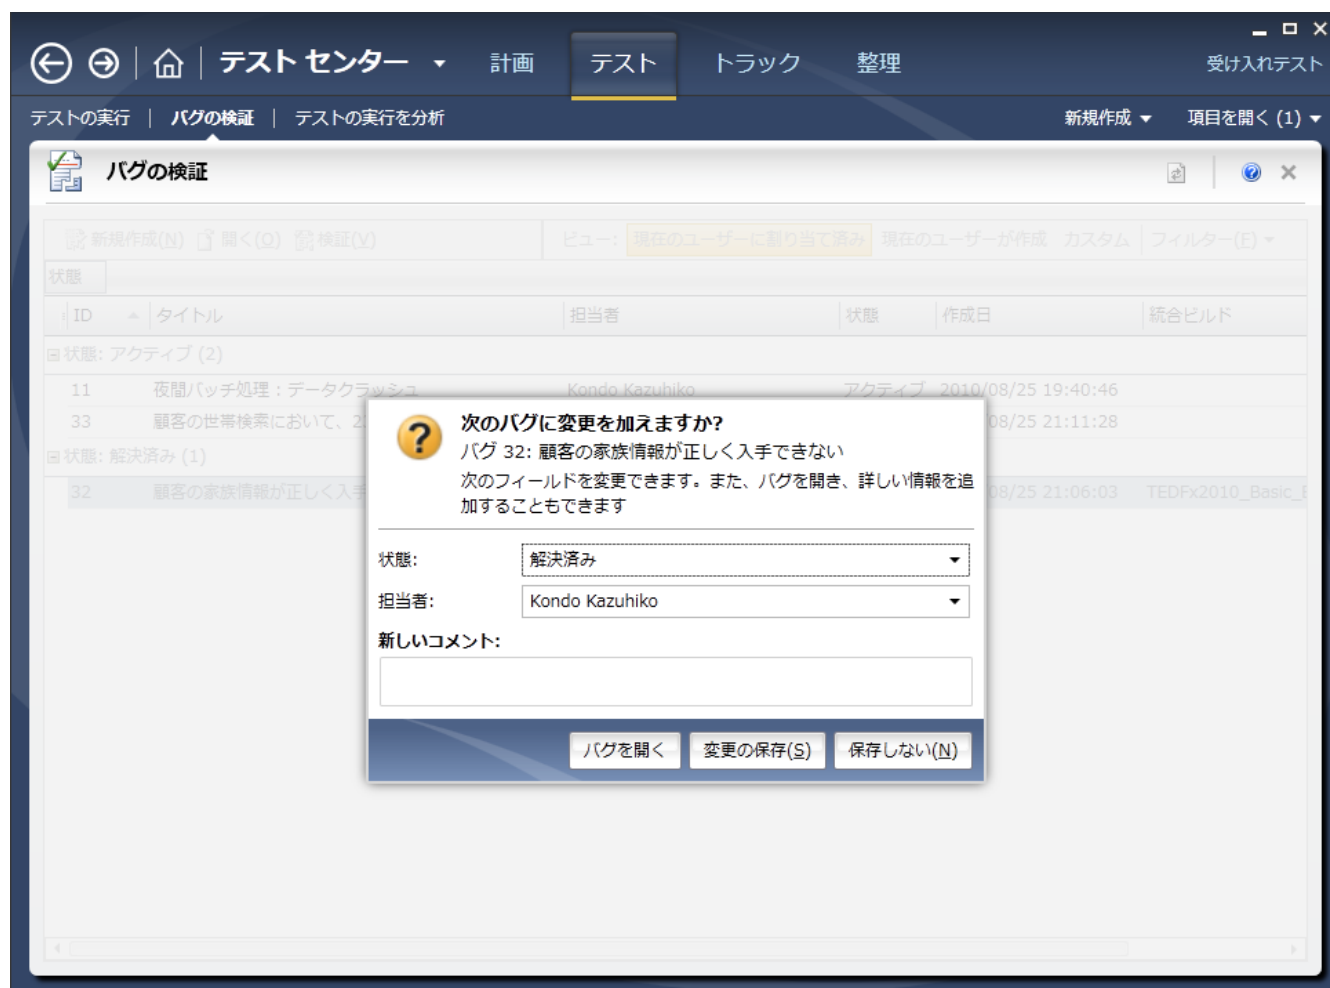 テスト センター 計画 テスト トラック 整理 受け入れテスト
テストの実行 | バグの検証 | テストの実行を分析 新規作成 項目を開く (1)
バグの検証
新規作成(N) 開く(O) 検証(V) ビュー: 現在のユーザーに割り当て済み 現在のユーザーが作成 カスタム フィルター(F)
状態
ID タイトル 担当者 状態 作成日 統合ビルド
状態: アクティブ (2)
11 夜間バッチ処理：データクラッシュ Kondo Kazuhiko アクティブ 2010/08/25 19:40:46
33 顧客の世帯検索において、2 08/25 21:11:28
状態: 解決済み (1)
32 顧客の家族情報が正しく入手 08/25 21:06:03 TEDFx2010_Basic_
次のバグに変更を加えますか?
バグ 32: 顧客の家族情報が正しく入手できない
次のフィールドを変更できます。また、バグを開き、詳しい情報を追
加することもできます
状態: 解決済み
担当者: Kondo Kazuhiko
新しいコメント:
バグを開く 変更の保存(S) 保存しない(N)